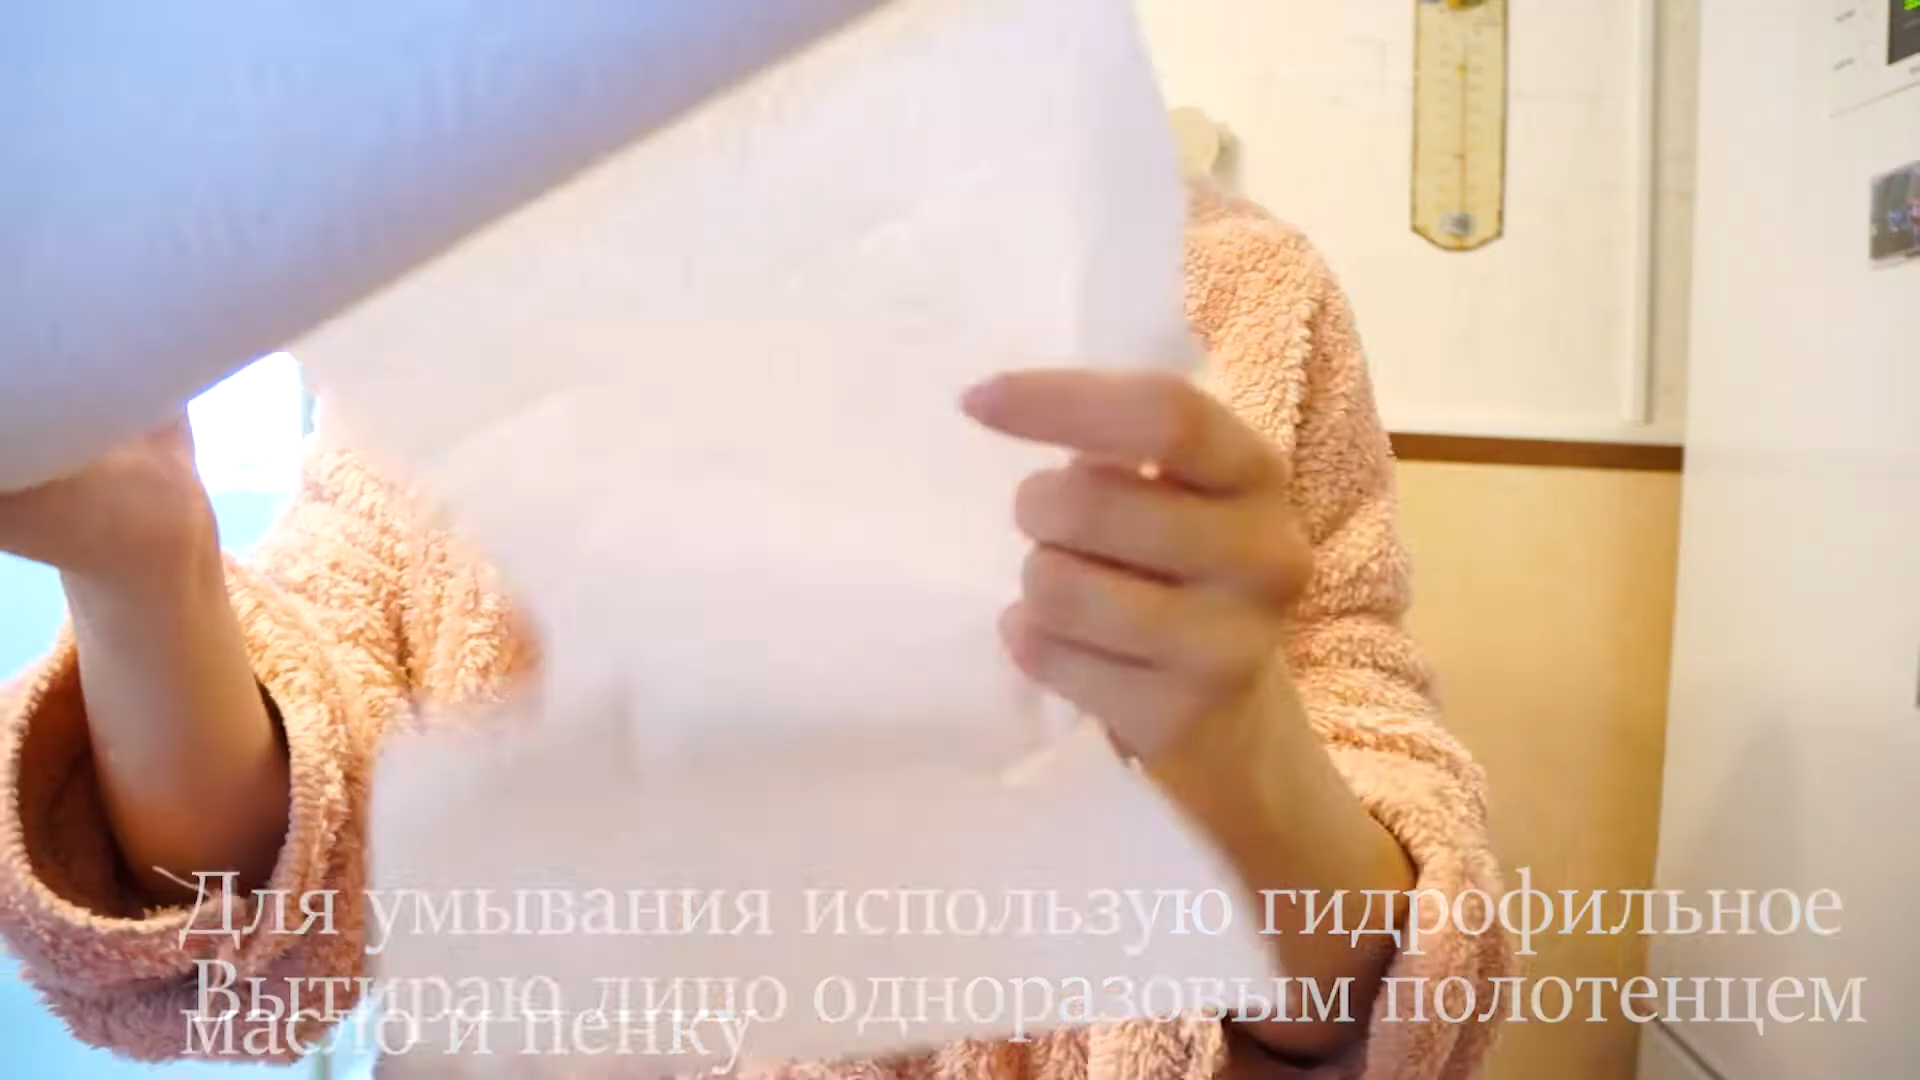 Для умывания использую гидрофильное
Вытираю лицо одноразовым полотенцем
масло и пенку